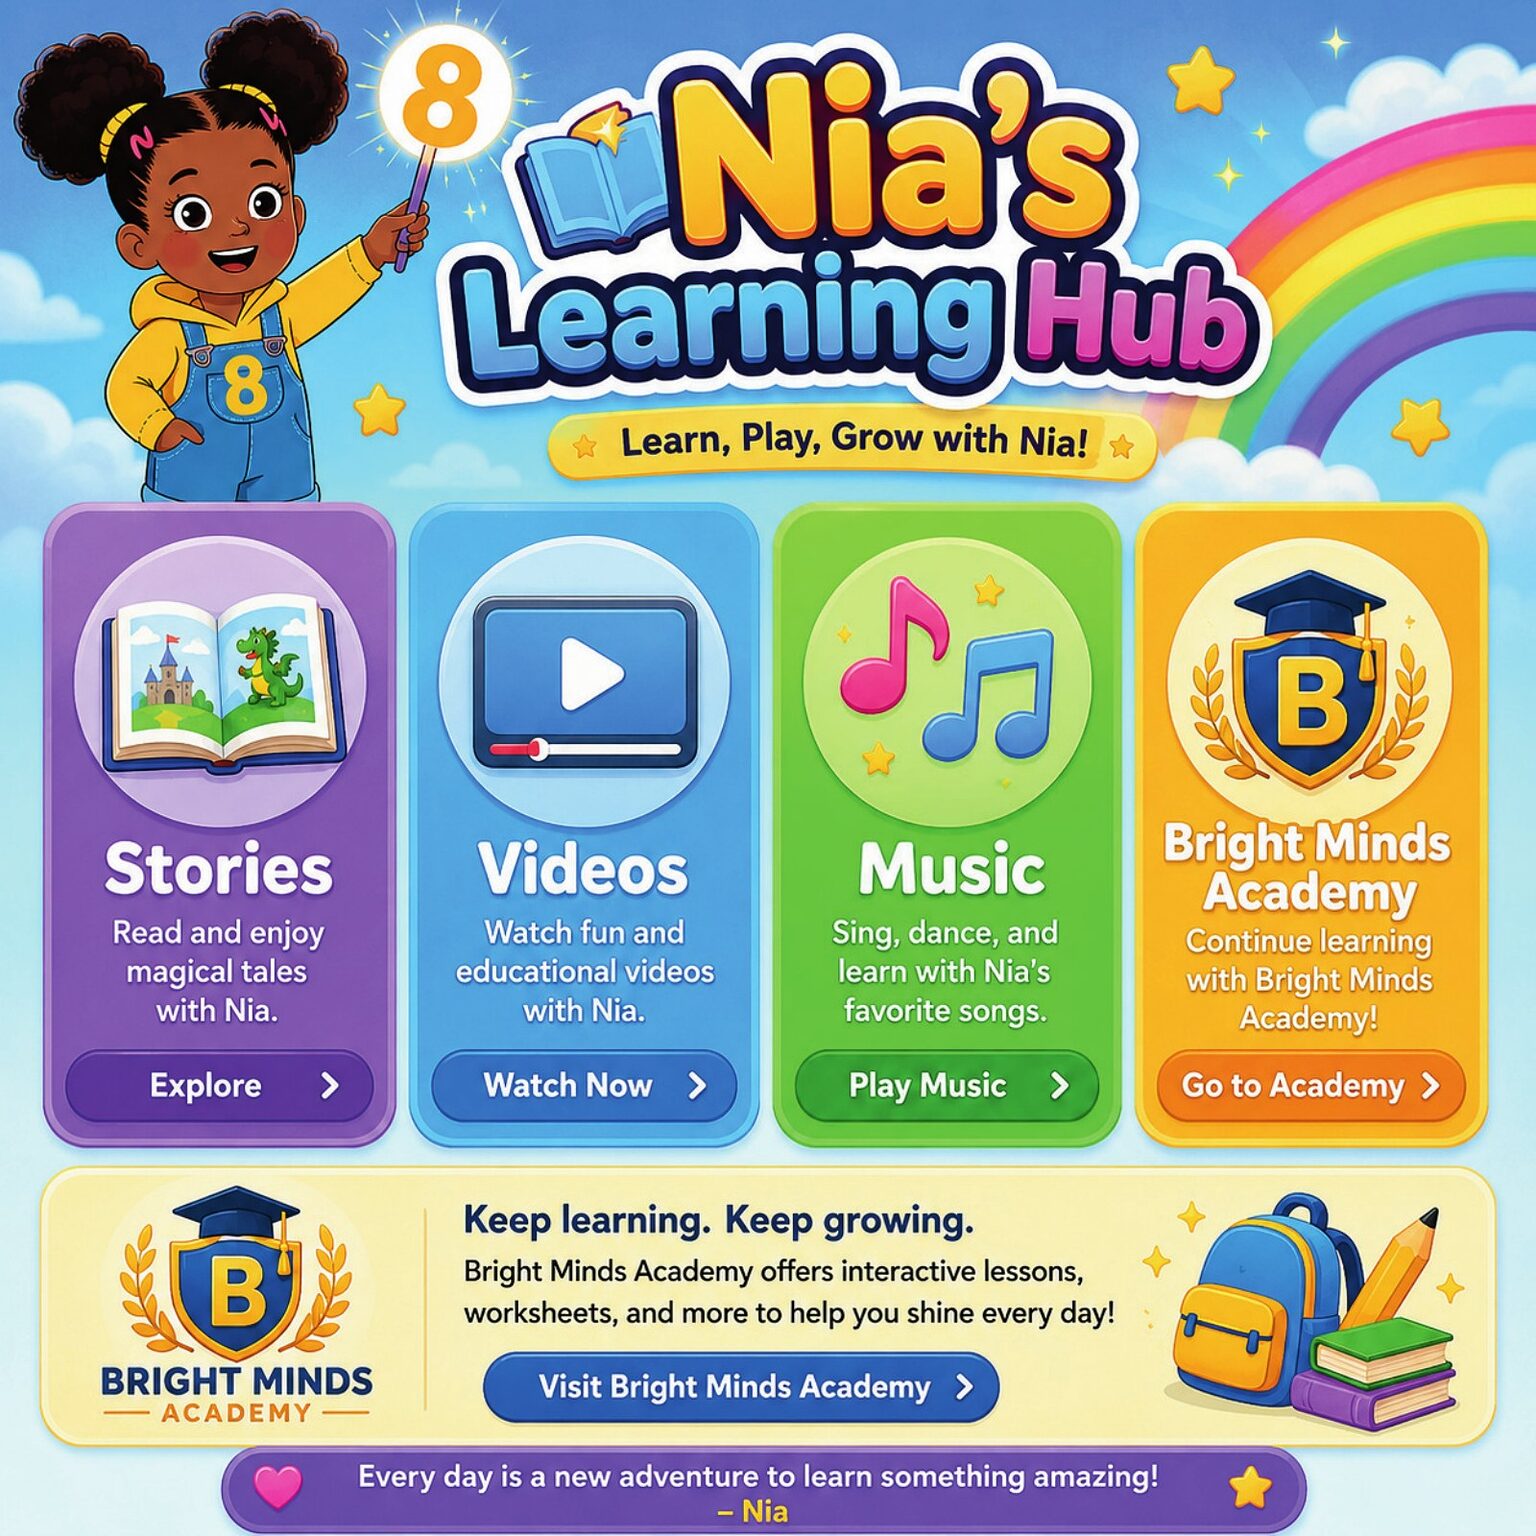 8
Nia's
Learning Hub
Learn, Play, Grow with Nia!
8
Stories
Read and enjoy
magical tales
with Nia.
Explore
Videos
Watch fun and
educational videos
with Nia.
Watch Now
Music
Sing, dance, and
learn with Nia's
favorite songs.
Play Music
B
Bright Minds
Academy
Continue learning
with Bright Minds
Academy!
Go to Academy
B
BRIGHT MINDS
ACADEMY
Keep learning. Keep growing.
Bright Minds Academy offers interactive lessons,
worksheets, and more to help you shine every day!
Visit Bright Minds Academy
Every day is a new adventure to learn something amazing!
– Nia